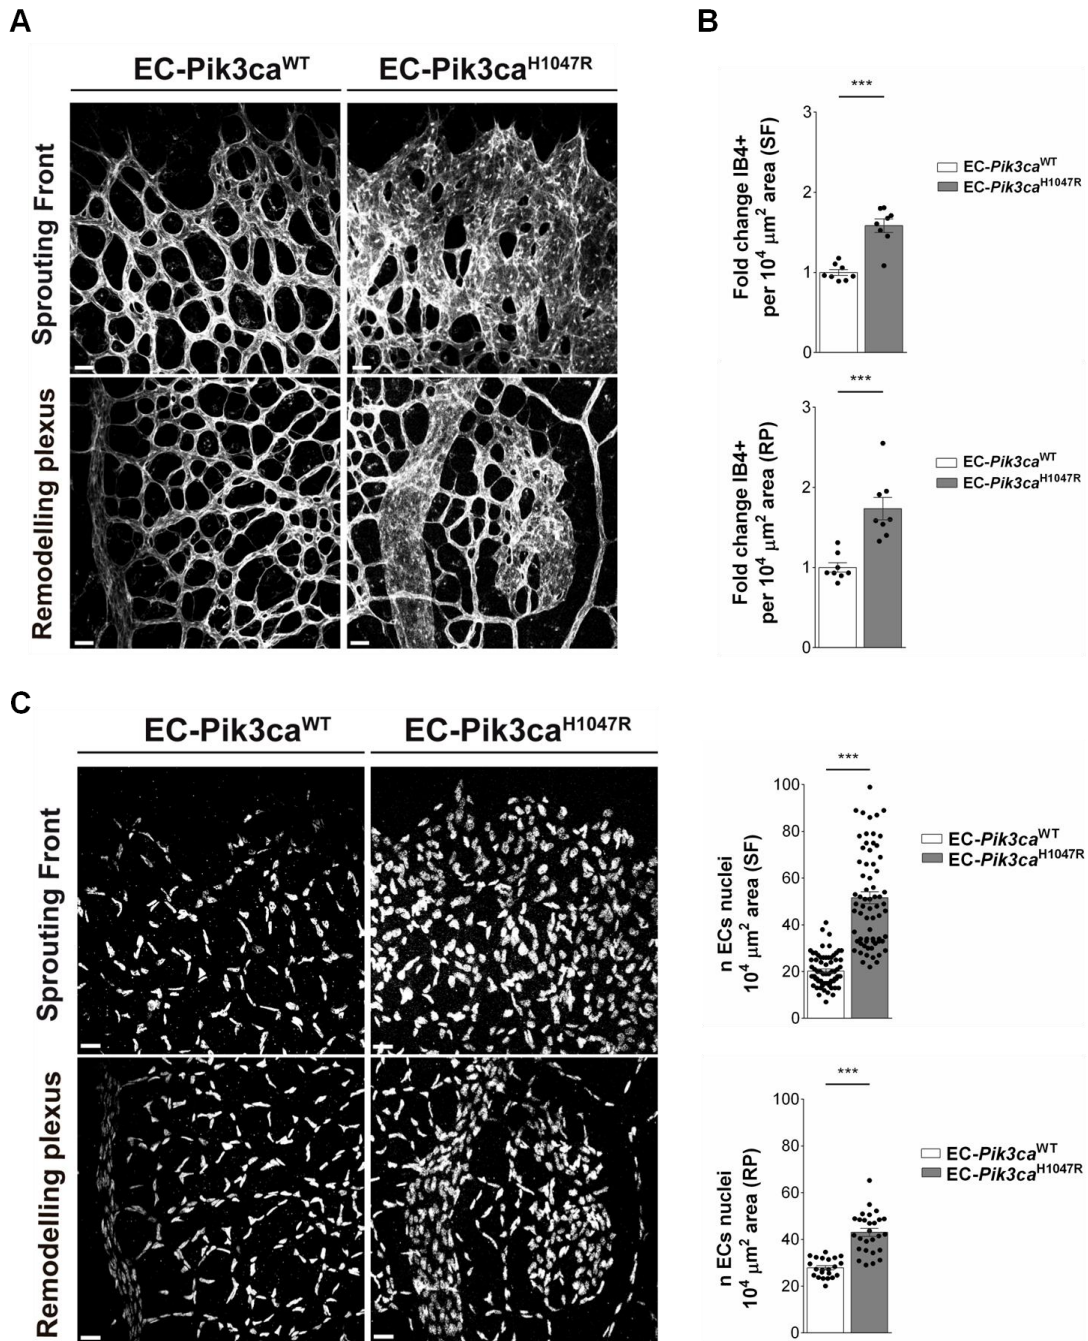 A
B
EC-Pik3caWT
EC-Pik3caH1047R
Sprouting Front
Remodelling plexus
***
3
2
1
0
Fold change IB4+
per 10⁴ µm² area (SF)
EC-Pik3caWT
EC-Pik3caH1047R
***
3
2
1
0
Fold change IB4+
per 10⁴ µm² area (RP)
EC-Pik3caWT
EC-Pik3caH1047R
C
EC-Pik3caWT
EC-Pik3caH1047R
Sprouting Front
Remodelling plexus
***
100
80
60
40
20
0
n ECs nuclei
10⁴ µm² area (SF)
EC-Pik3caWT
EC-Pik3caH1047R
***
100
80
60
40
20
0
n ECs nuclei
10⁴ µm² area (RP)
EC-Pik3caWT
EC-Pik3caH1047R